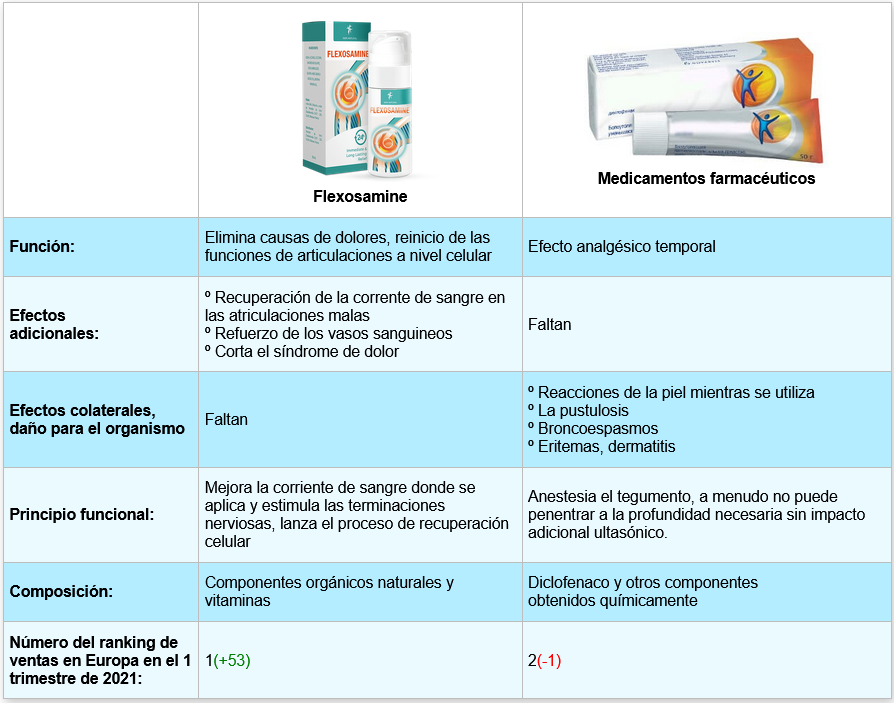 FLEXOSAMINE
FLEXOSAMINE
24
50 г
Flexosamine
Medicamentos farmacéuticos
Función:
Elimina causas de dolores, reinicio de las
funciones de articulaciones a nivel celular
Efecto analgésico temporal
Efectos
adicionales:
º Recuperación de la corrente de sangre en
las atriculaciones malas
º Refuerzo de los vasos sanguineos
º Corta el síndrome de dolor
Faltan
Efectos colaterales,
daño para el organismo
Faltan
º Reacciones de la piel mientras se utiliza
º La pustulosis
º Broncoespasmos
º Eritemas, dermatitis
Principio funcional:
Mejora la corriente de sangre donde se
aplica y estimula las terminaciones
nerviosas, lanza el proceso de recuperación
celular
Anestesia el tegumento, a menudo no puede
penentrar a la profundidad necesaria sin impacto
adicional ultasónico.
Composición:
Componentes orgánicos naturales y
vitaminas
Diclofenaco y otros componentes
obtenidos químicamente
Número del ranking de
ventas en Europa en el 1
trimestre de 2021:
1(+53)
2(-1)